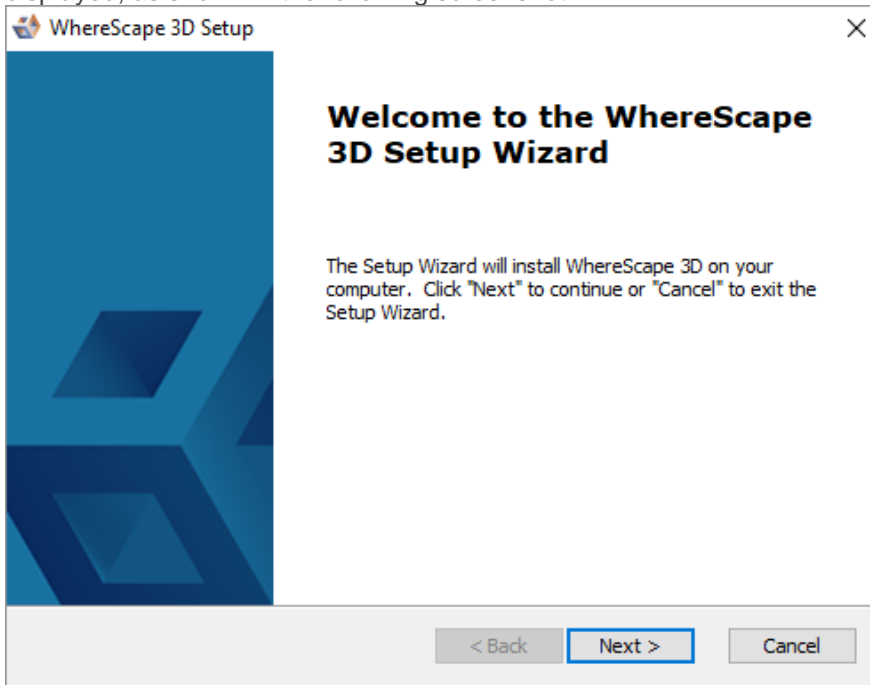 WhereScape 3D Setup
Welcome to the WhereScape
3D Setup Wizard
The Setup Wizard will install WhereScape 3D on your
computer.  Click "Next" to continue or "Cancel" to exit the
Setup Wizard.
< Back Next > Cancel